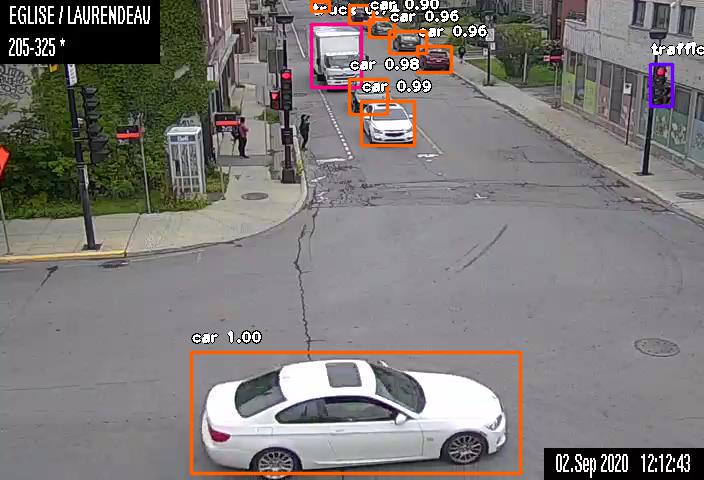 EGLISE / LAURENDEAU
205-325 *
car 0.90
car 0.96
car 0.96
car 0.98
car 0.99
traffic
car 1.00
02.Sep 2020 12:12:43